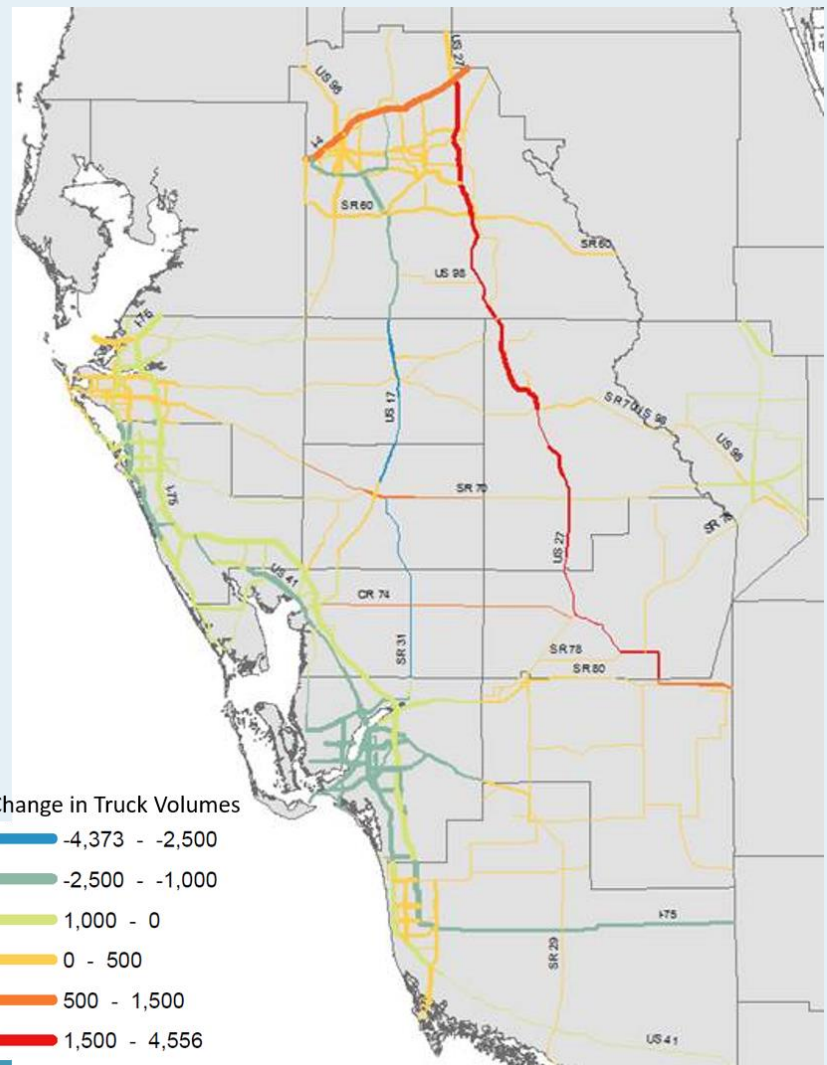 US 27
US 98
I-4
SR 60
SR 60
US 98
I-75
US 17
SR 70/US 98
US 98
I-75
SR 70
SR 78
US 27
US 41
CR 74
SR 31
SR 78
SR 80
Change in Truck Volumes
-4,373 - -2,500
-2,500 - -1,000
1,000 - 0
0 - 500
500 - 1,500
1,500 - 4,556
I-75
SR 29
US 41